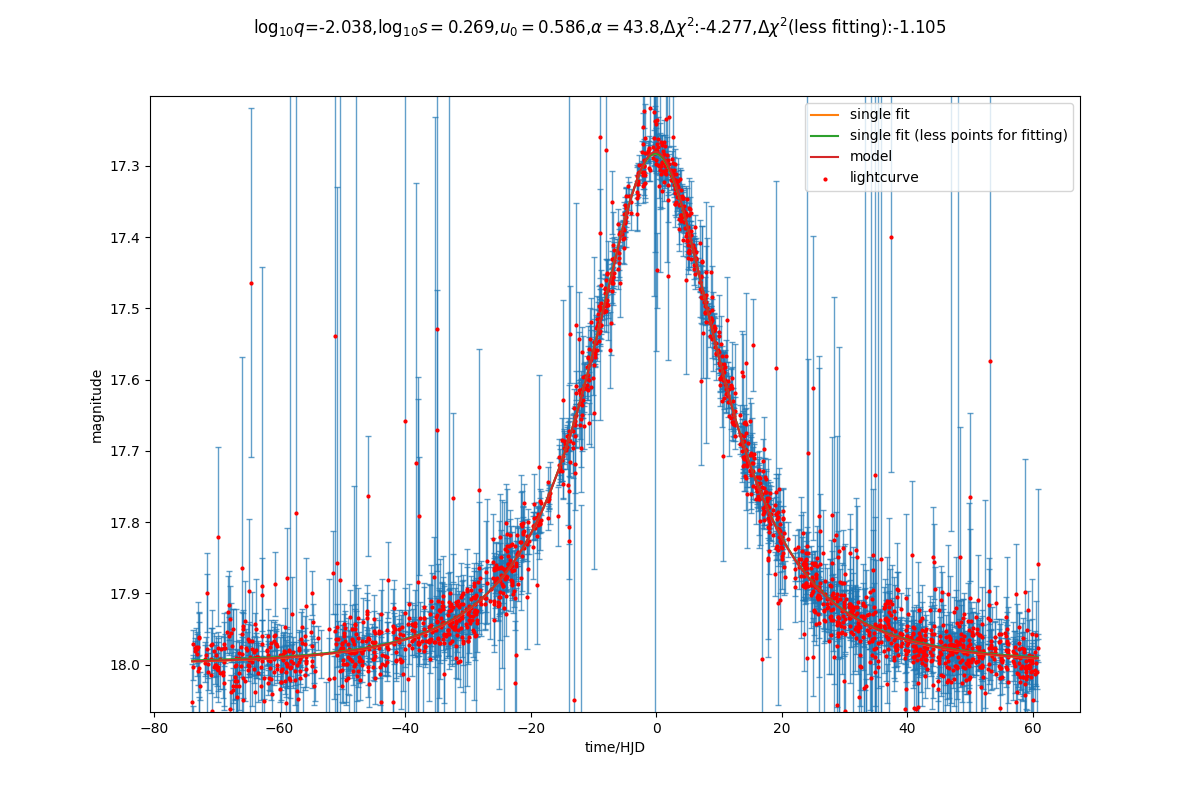 log₁₀q=-2.038,log₁₀s = 0.269,u₀ = 0.586,α = 43.8,Δχ²:-4.277,Δχ²(less fitting):-1.105
single fit
single fit (less points for fitting)
model
lightcurve
17.3
17.4
17.5
17.6
17.7
17.8
17.9
18.0
magnitude
−80
−60
−40
−20
0
20
40
60
time/HJD